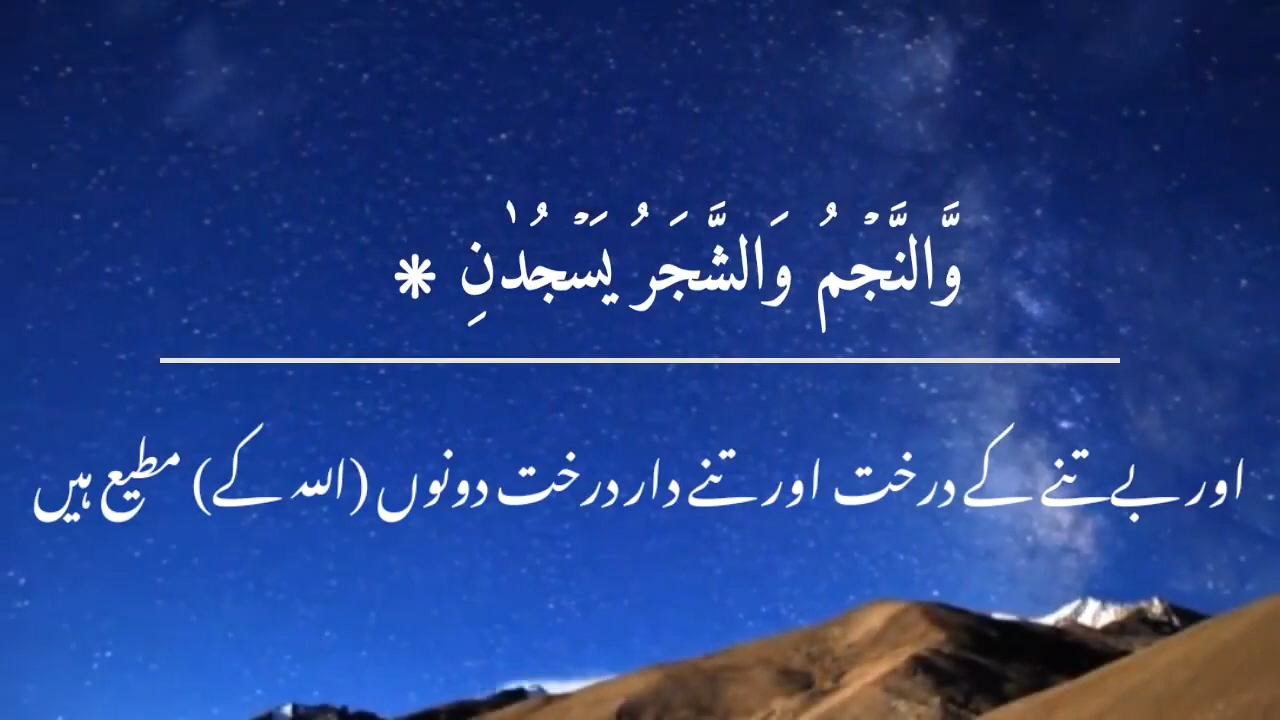 وَّالنَّجۡمُ وَالشَّجَرُ يَسۡجُدٰنِ *
اور بے تنے کے درخت اور تنے دار درخت دونوں (اللہ کے) مطیع ہیں